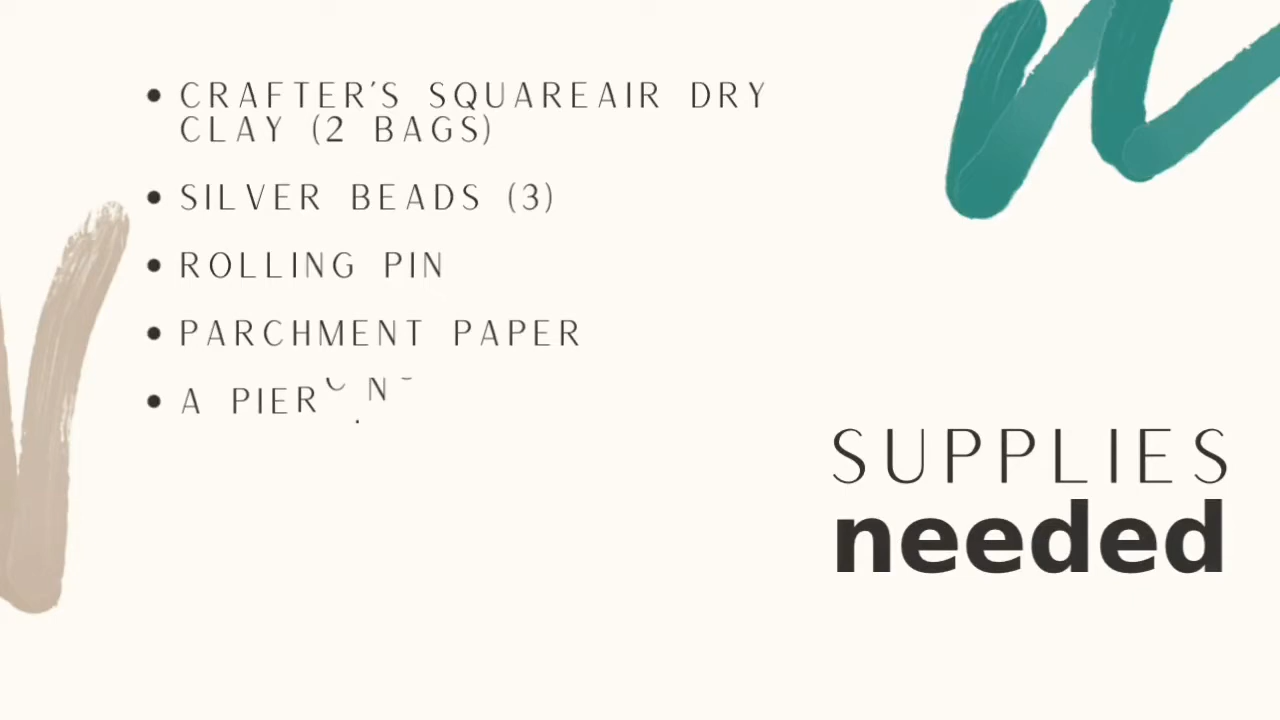 CRAFTER'S SQUAREAIR DRY
CLAY (2 BAGS)
SILVER BEADS (3)
ROLLING PIN
PARCHMENT PAPER
A
SUPPLIES
needed